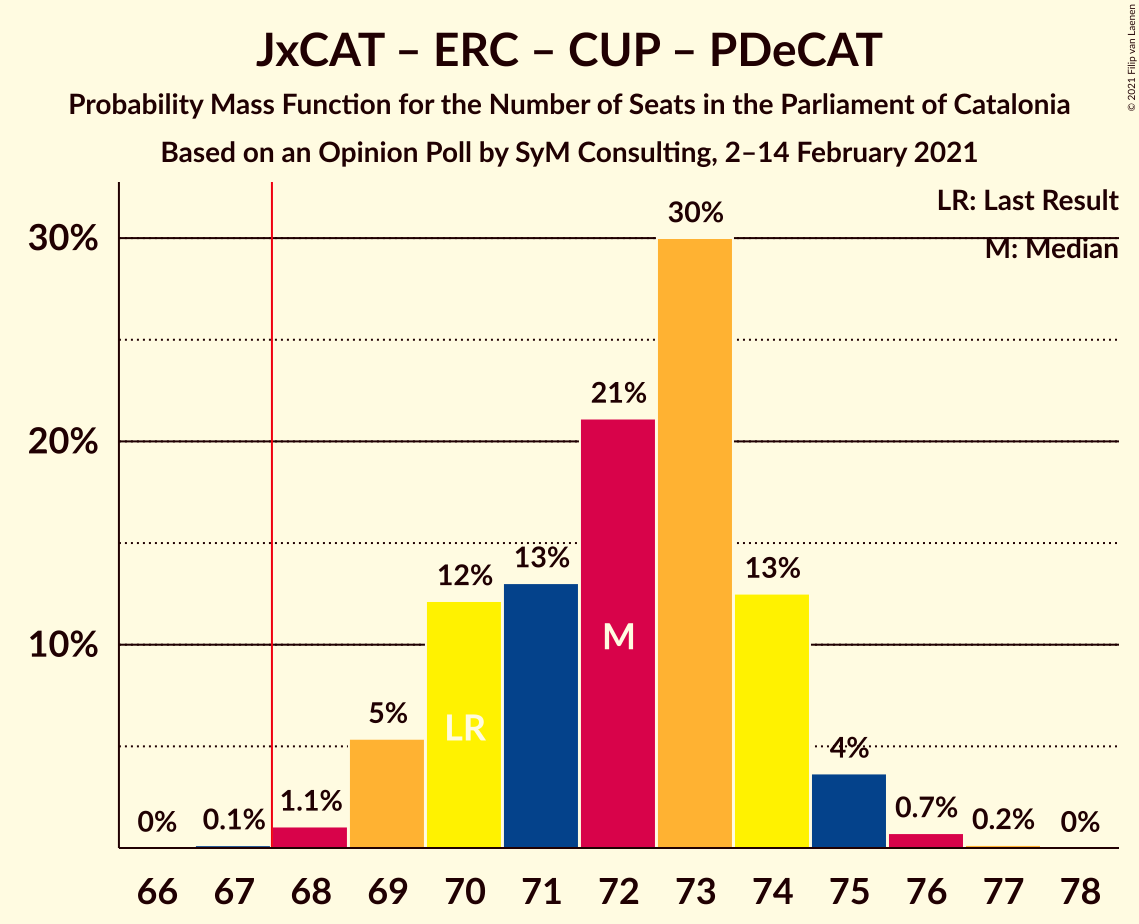 JxCAT – ERC – CUP – PDeCAT
Probability Mass Function for the Number of Seats in the Parliament of Catalonia
Based on an Opinion Poll by SyM Consulting, 2–14 February 2021
© 2021 Filip van Laenen
LR: Last Result
M: Median
30%
20%
10%
0%
0.1%
1.1%
5%
12%
13%
21%
30%
13%
4%
0.7%
0.2%
0%
LR
M
66 67 68 69 70 71 72 73 74 75 76 77 78